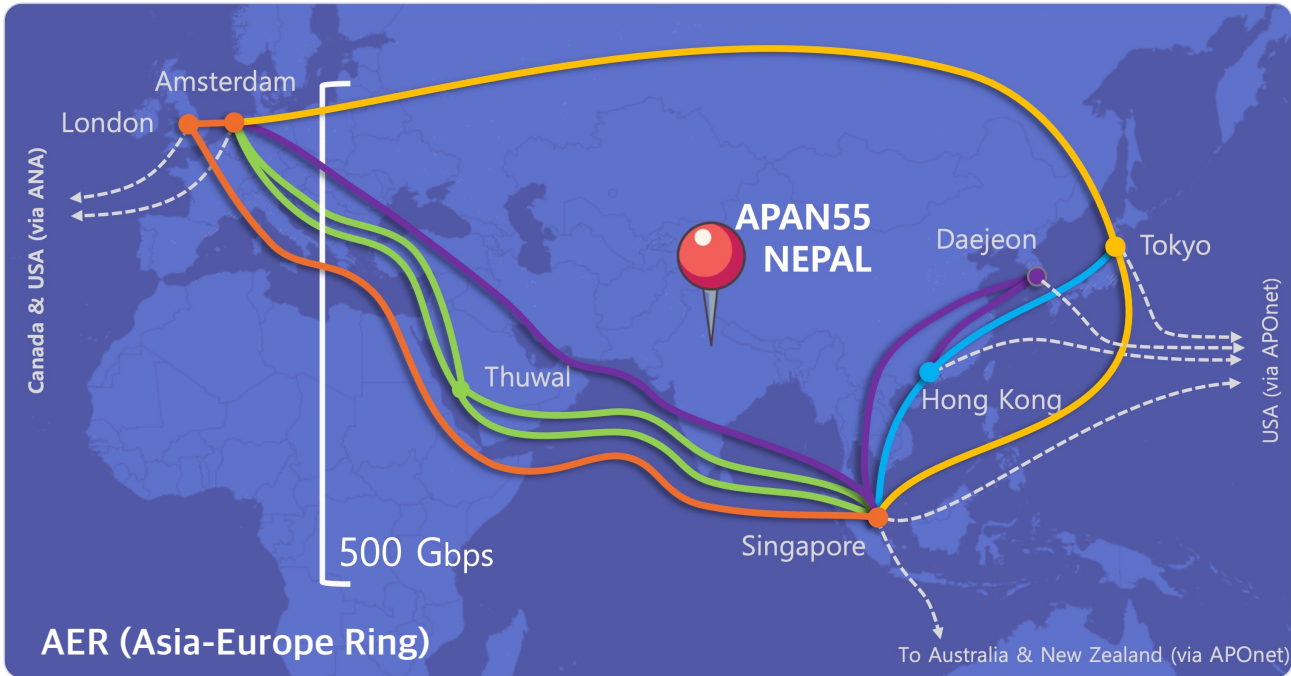 Amsterdam
London
Canada & USA (via ANA)
APAN55
NEPAL
Daejeon
Tokyo
Thuwal
Hong Kong
USA (via APOnet)
Singapore
500 Gbps
AER (Asia-Europe Ring)
To Australia & New Zealand (via APOnet)